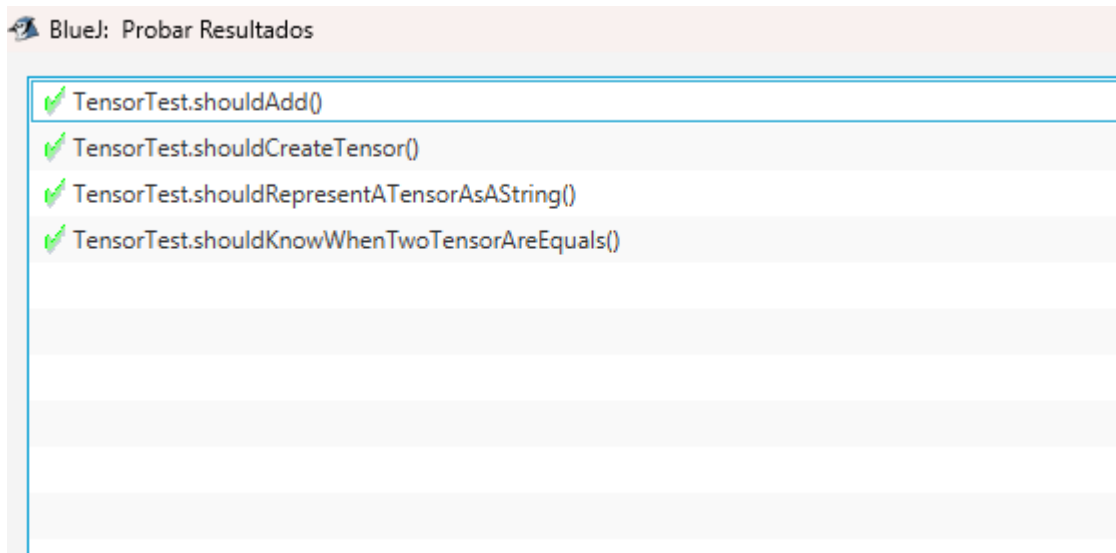 BlueJ: Probar Resultados
TensorTest.shouldAdd()
TensorTest.shouldCreateTensor()
TensorTest.shouldRepresentATensorAsAString()
TensorTest.shouldKnowWhenTwoTensorAreEquals()